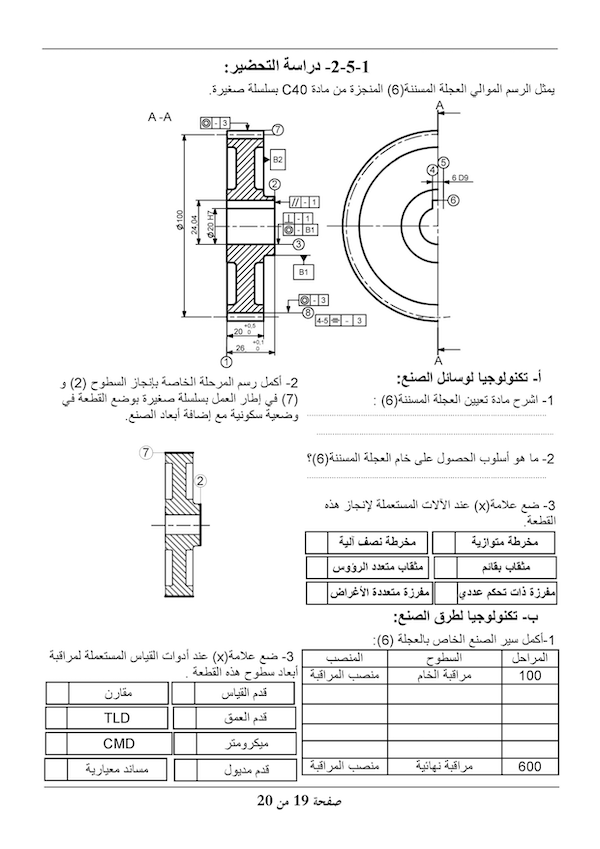 1-5-2- دراسة التحضير:
يمثل الرسم الموالي العجلة المسننة(6) المنجزة من مادة C40 بسلسلة صغيرة.
A -A
A
◎ - 3
7
B2
2
5
4
6 D9
6
// - 1
⊥ - 1
◎ - B1
3
Ø100
24.04
Ø20 H7
B1
◎ - 3
8
4-5 ⌯ - 3
20 +0,5 0
26 +0,1 0
1
A
أ- تكنولوجيا لوسائل الصنع:
1- اشرح مادة تعيين العجلة المسننة(6) :
2- ما هو أسلوب الحصول على خام العجلة المسننة(6)؟
3- ضع علامة(x) عند الآلات المستعملة لإنجاز هذه
القطعة.
مخرطة متوازية
مخرطة نصف آلية
مثقاب بقائم
مثقاب متعدد الرؤوس
مفرزة ذات تحكم عددي
مفرزة متعددة الأغراض
ب- تكنولوجيا لطرق الصنع:
1-أكمل سير الصنع الخاص بالعجلة (6):
المراحل السطوح المنصب
100 مراقبة الخام منصب المراقبة
600 مراقبة نهائية منصب المراقبة
2- أكمل رسم المرحلة الخاصة بإنجاز السطوح (2) و
(7) في إطار العمل بسلسلة صغيرة بوضع القطعة في
وضعية سكونية مع إضافة أبعاد الصنع.
7
2
3- ضع علامة(x) عند أدوات القياس المستعملة لمراقبة
أبعاد سطوح هذه القطعة .
قدم القياس
مقارن
قدم العمق
TLD
ميكرومتر
CMD
قدم مديول
مساند معيارية
صفحة 19 من 20